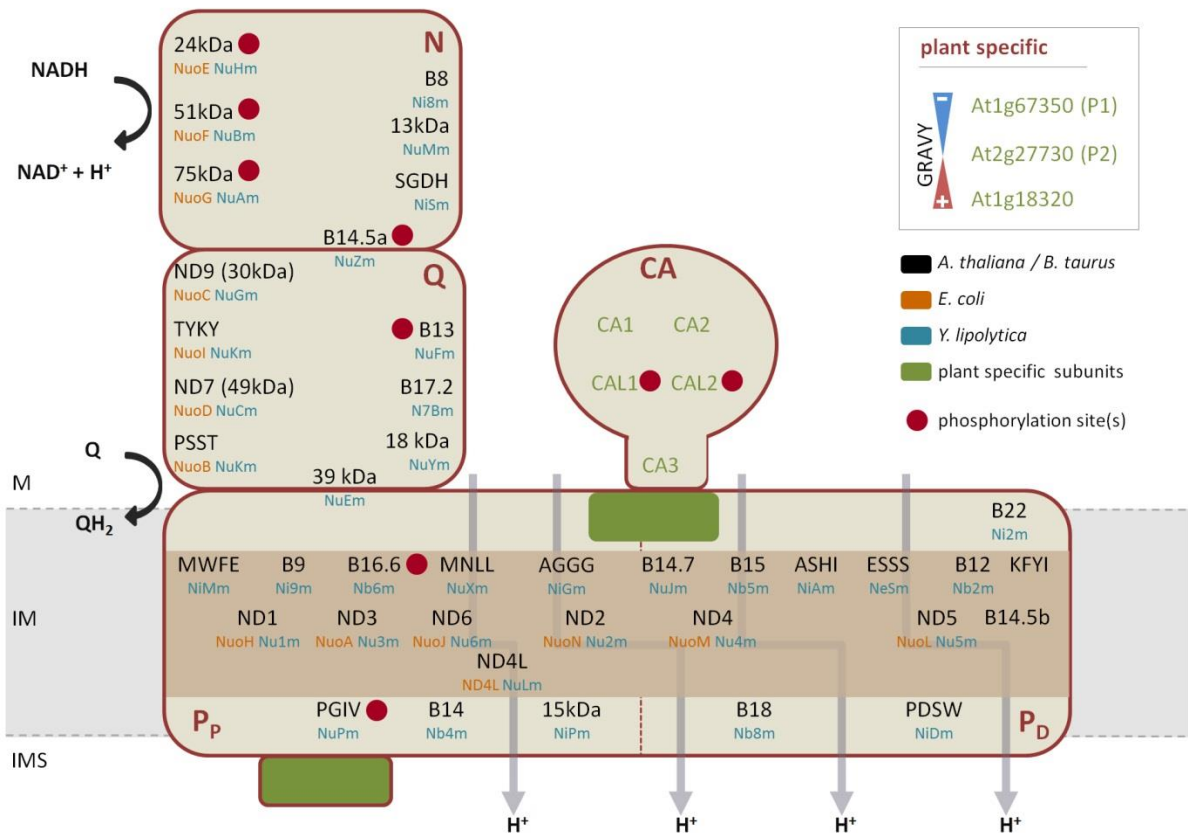 N
24kDa
NuoE NuHm
NADH
51kDa
NuoF NuBm
NAD⁺ + H⁺
75kDa
NuoG NuAm
B8
Ni8m
13kDa
NuMm
SGDH
NiSm
B14.5a
NuZm
Q
ND9 (30kDa)
NuoC NuGm
TYKY
NuoI NuKm
B13
NuFm
ND7 (49kDa)
NuoD NuCm
B17.2
N7Bm
PSST
NuoB NuKm
18 kDa
NuYm
39 kDa
NuEm
Q
QH₂
CA
CA1 CA2
CAL1 CAL2
CA3
plant specific
GRAVY
-
+
At1g67350 (P1)
At2g27730 (P2)
At1g18320
A. thaliana / B. taurus
E. coli
Y. lipolytica
plant specific subunits
phosphorylation site(s)
M
IM
IMS
B22
Ni2m
MWFE B9 B16.6 MNLL AGGG B14.7 B15 ASHI ESSS B12 KFYI
NiMm Ni9m Nb6m NuXm NiGm NuJm Nb5m NiAm NeSm Nb2m
ND1 ND3 ND6 ND2 ND4 ND5 B14.5b
NuoH Nu1m NuoA Nu3m NuoJ Nu6m NuoN Nu2m NuoM Nu4m NuoL Nu5m
ND4L
ND4L NuLm
P_P PGIV B14 15kDa B18 PDSW P_D
NuPm Nb4m NiPm Nb8m NiDm
H⁺ H⁺ H⁺ H⁺